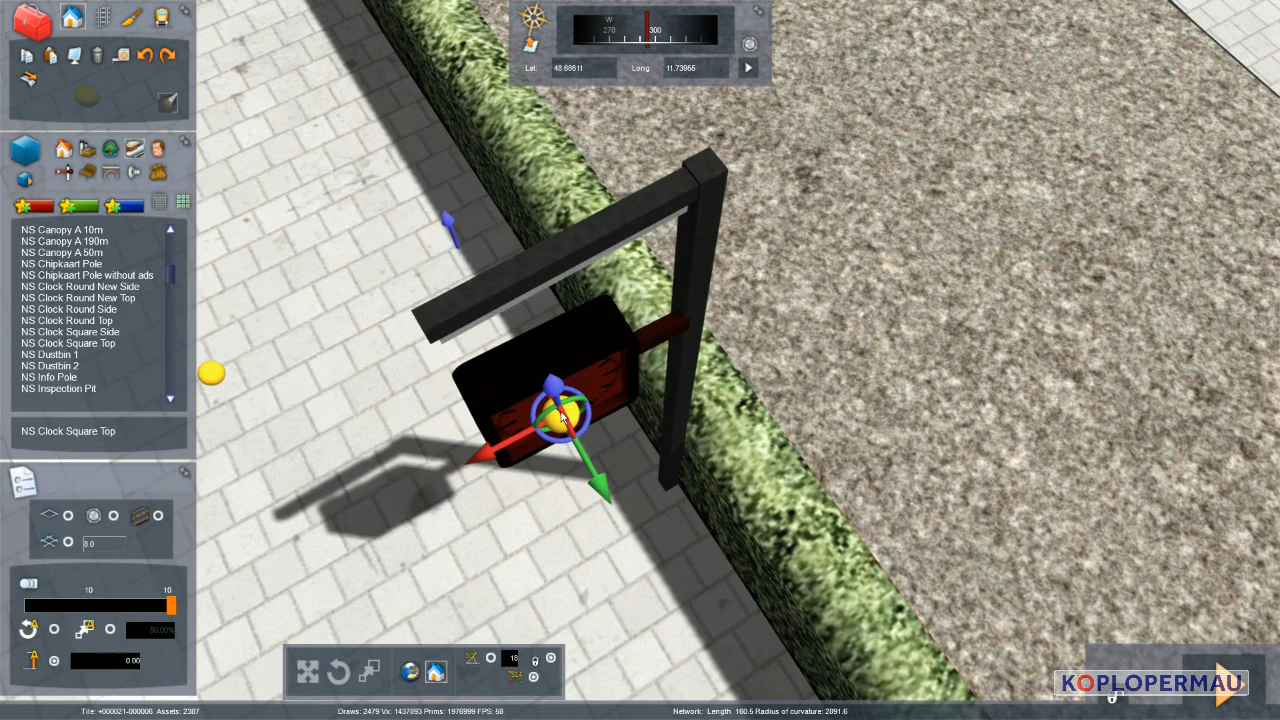 W
270
300
Lat:
48.68611
Long
11.73955
NS Canopy A 10m
NS Canopy A 190m
NS Canopy A 50m
NS Chipkaart Pole
NS Chipkaart Pole without ads
NS Clock Round New Side
NS Clock Round New Top
NS Clock Round Side
NS Clock Round Top
NS Clock Square Side
NS Clock Square Top
NS Dustbin 1
NS Dustbin 2
NS Info Pole
NS Inspection Pit
NS Clock Square Top
8.0
10
10
50.00%
0.00
18
KOPLOPERMAU
Tile: +000021-000006 Assets: 2387
Draws: 2479 Vx: 1437893 Prims: 1976999 FPS: 58
Network: Length 160.5 Radius of curvature: 2891.6